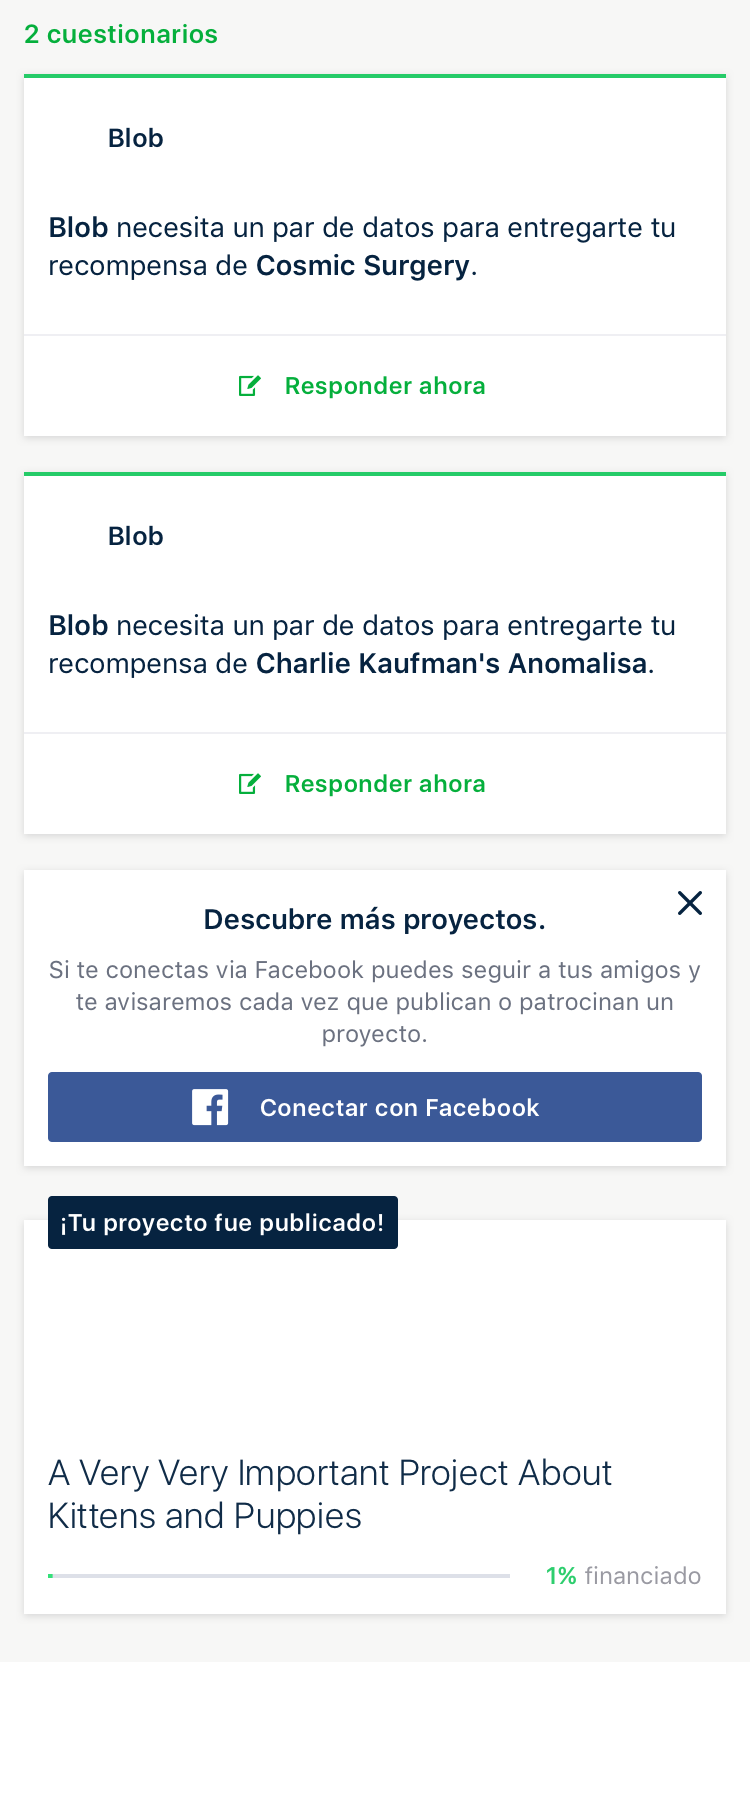 2 cuestionarios
Blob
Blob necesita un par de datos para entregarte tu
recompensa de Cosmic Surgery.
Responder ahora
Blob
Blob necesita un par de datos para entregarte tu
recompensa de Charlie Kaufman's Anomalisa.
Responder ahora
Descubre más proyectos.
Si te conectas via Facebook puedes seguir a tus amigos y
te avisaremos cada vez que publican o patrocinan un
proyecto.
Conectar con Facebook
¡Tu proyecto fue publicado!
A Very Very Important Project About
Kittens and Puppies
1% financiado